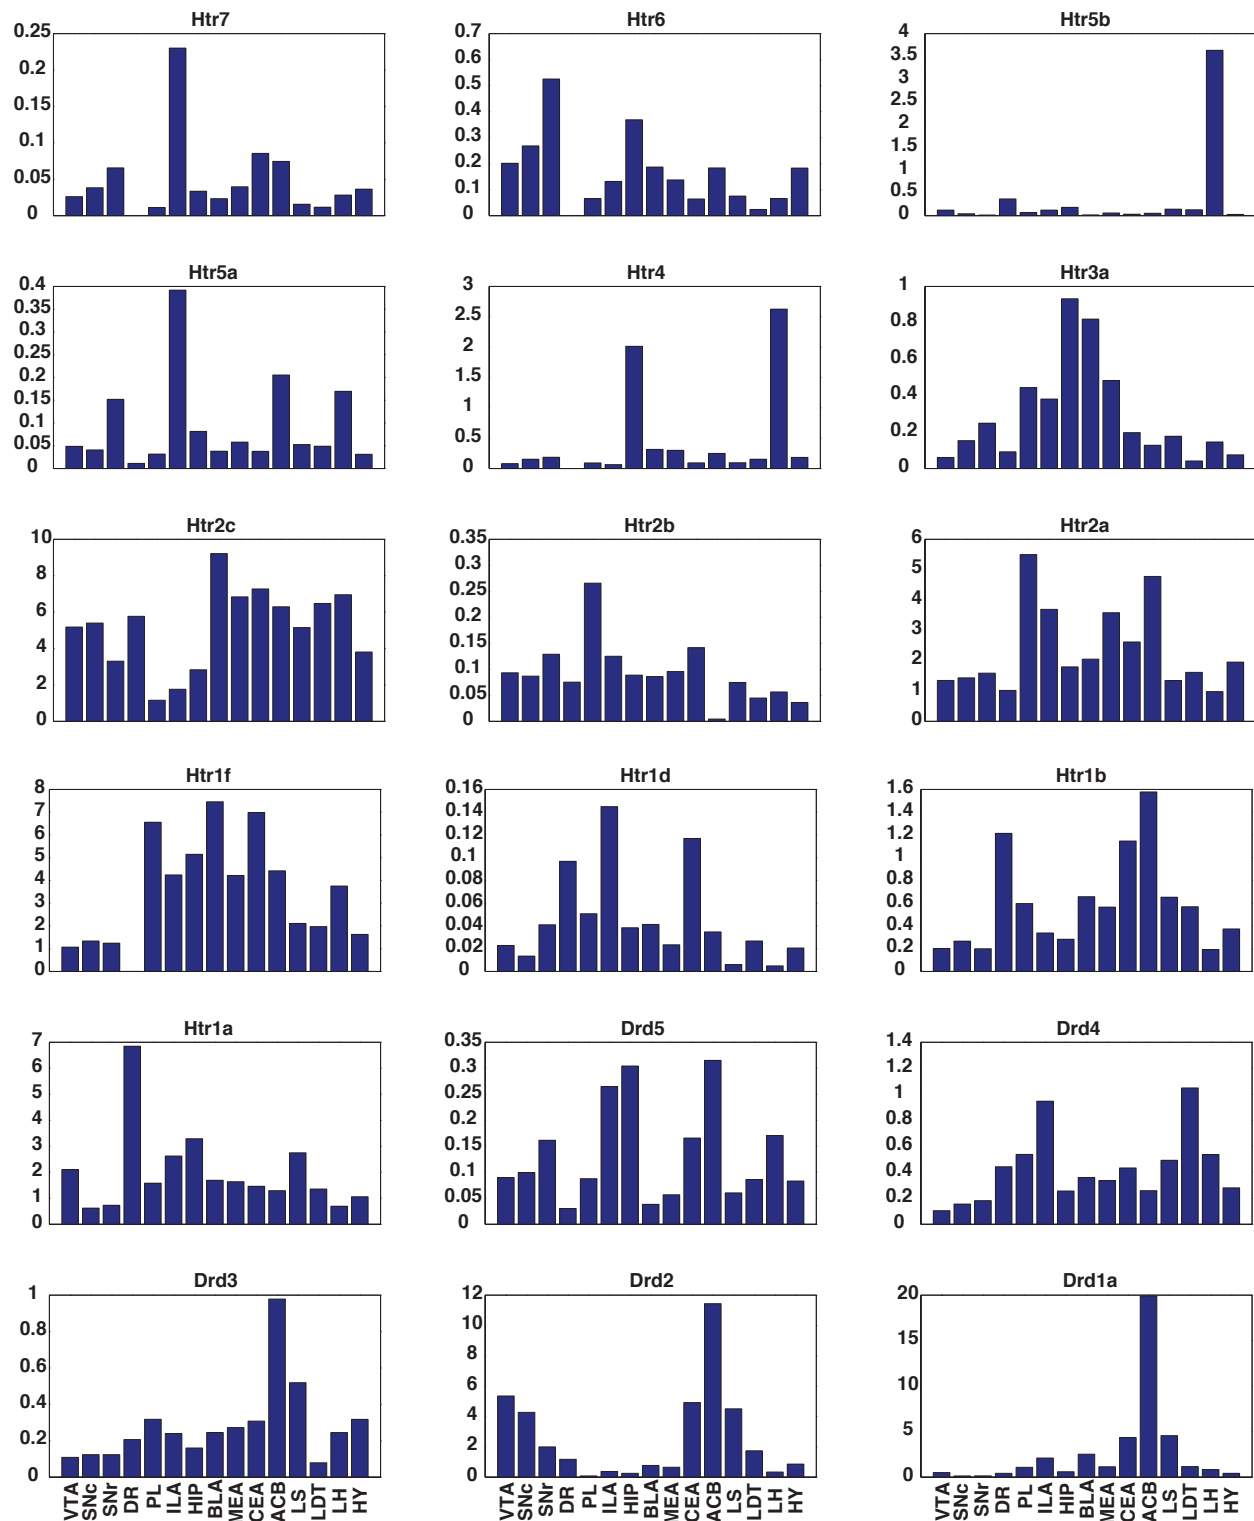 Htr7
0.25
0.2
0.15
0.1
0.05
0
Htr6
0.7
0.6
0.5
0.4
0.3
0.2
0.1
0
Htr5b
4
3.5
3
2.5
2
1.5
1
0.5
0
Htr5a
0.4
0.35
0.3
0.25
0.2
0.15
0.1
0.05
0
Htr4
3
2.5
2
1.5
1
0.5
0
Htr3a
1
0.8
0.6
0.4
0.2
0
Htr2c
10
8
6
4
2
0
Htr2b
0.35
0.3
0.25
0.2
0.15
0.1
0.05
0
Htr2a
6
5
4
3
2
1
0
Htr1f
8
7
6
5
4
3
2
1
0
Htr1d
0.16
0.14
0.12
0.1
0.08
0.06
0.04
0.02
0
Htr1b
1.6
1.4
1.2
1
0.8
0.6
0.4
0.2
0
Htr1a
7
6
5
4
3
2
1
0
Drd5
0.35
0.3
0.25
0.2
0.15
0.1
0.05
0
Drd4
1.4
1.2
1
0.8
0.6
0.4
0.2
0
Drd3
1
0.8
0.6
0.4
0.2
0
VTA
SNc
SNr
DR
PL
ILA
HIP
BLA
MEA
CEA
ACB
LS
LDT
LH
HY
Drd2
12
10
8
6
4
2
0
VTA
SNc
SNr
DR
PL
ILA
HIP
BLA
MEA
CEA
ACB
LS
LDT
LH
HY
Drd1a
20
15
10
5
0
VTA
SNc
SNr
DR
PL
ILA
HIP
BLA
MEA
CEA
ACB
LS
LDT
LH
HY